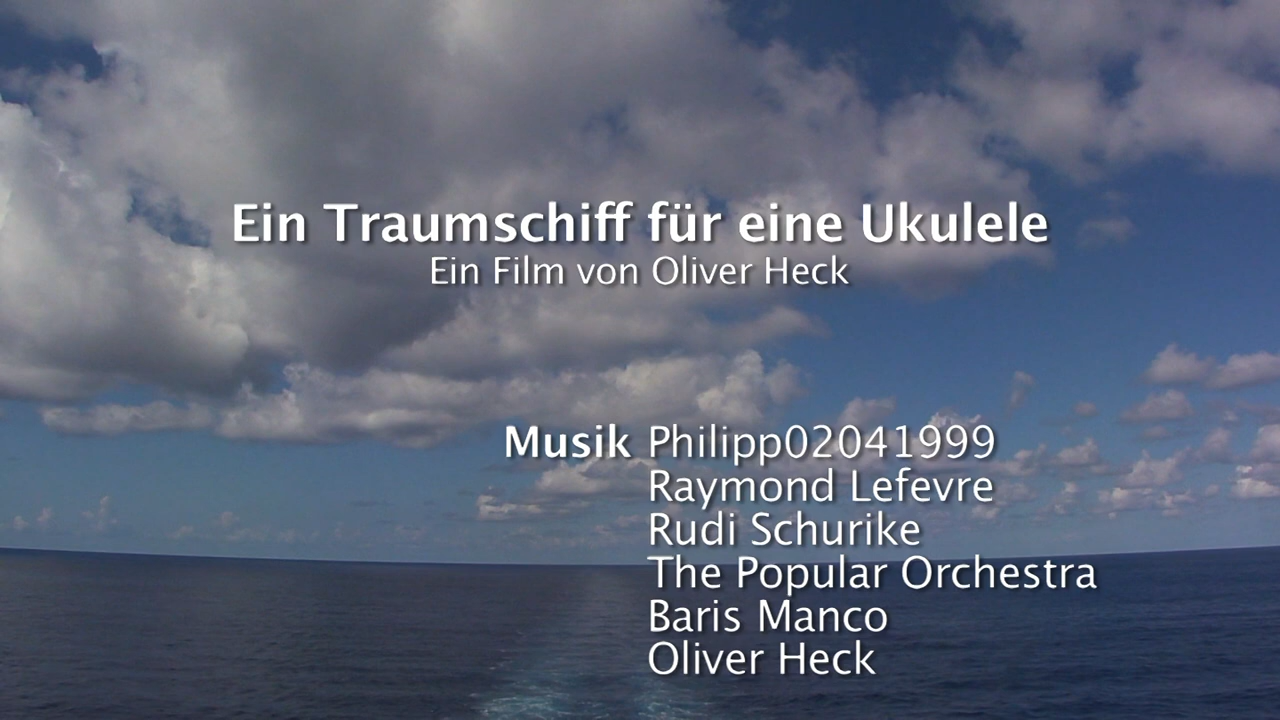 Ein Traumschiff für eine Ukulele
Ein Film von Oliver Heck
Musik Philipp02041999
Raymond Lefevre
Rudi Schurike
The Popular Orchestra
Baris Manco
Oliver Heck